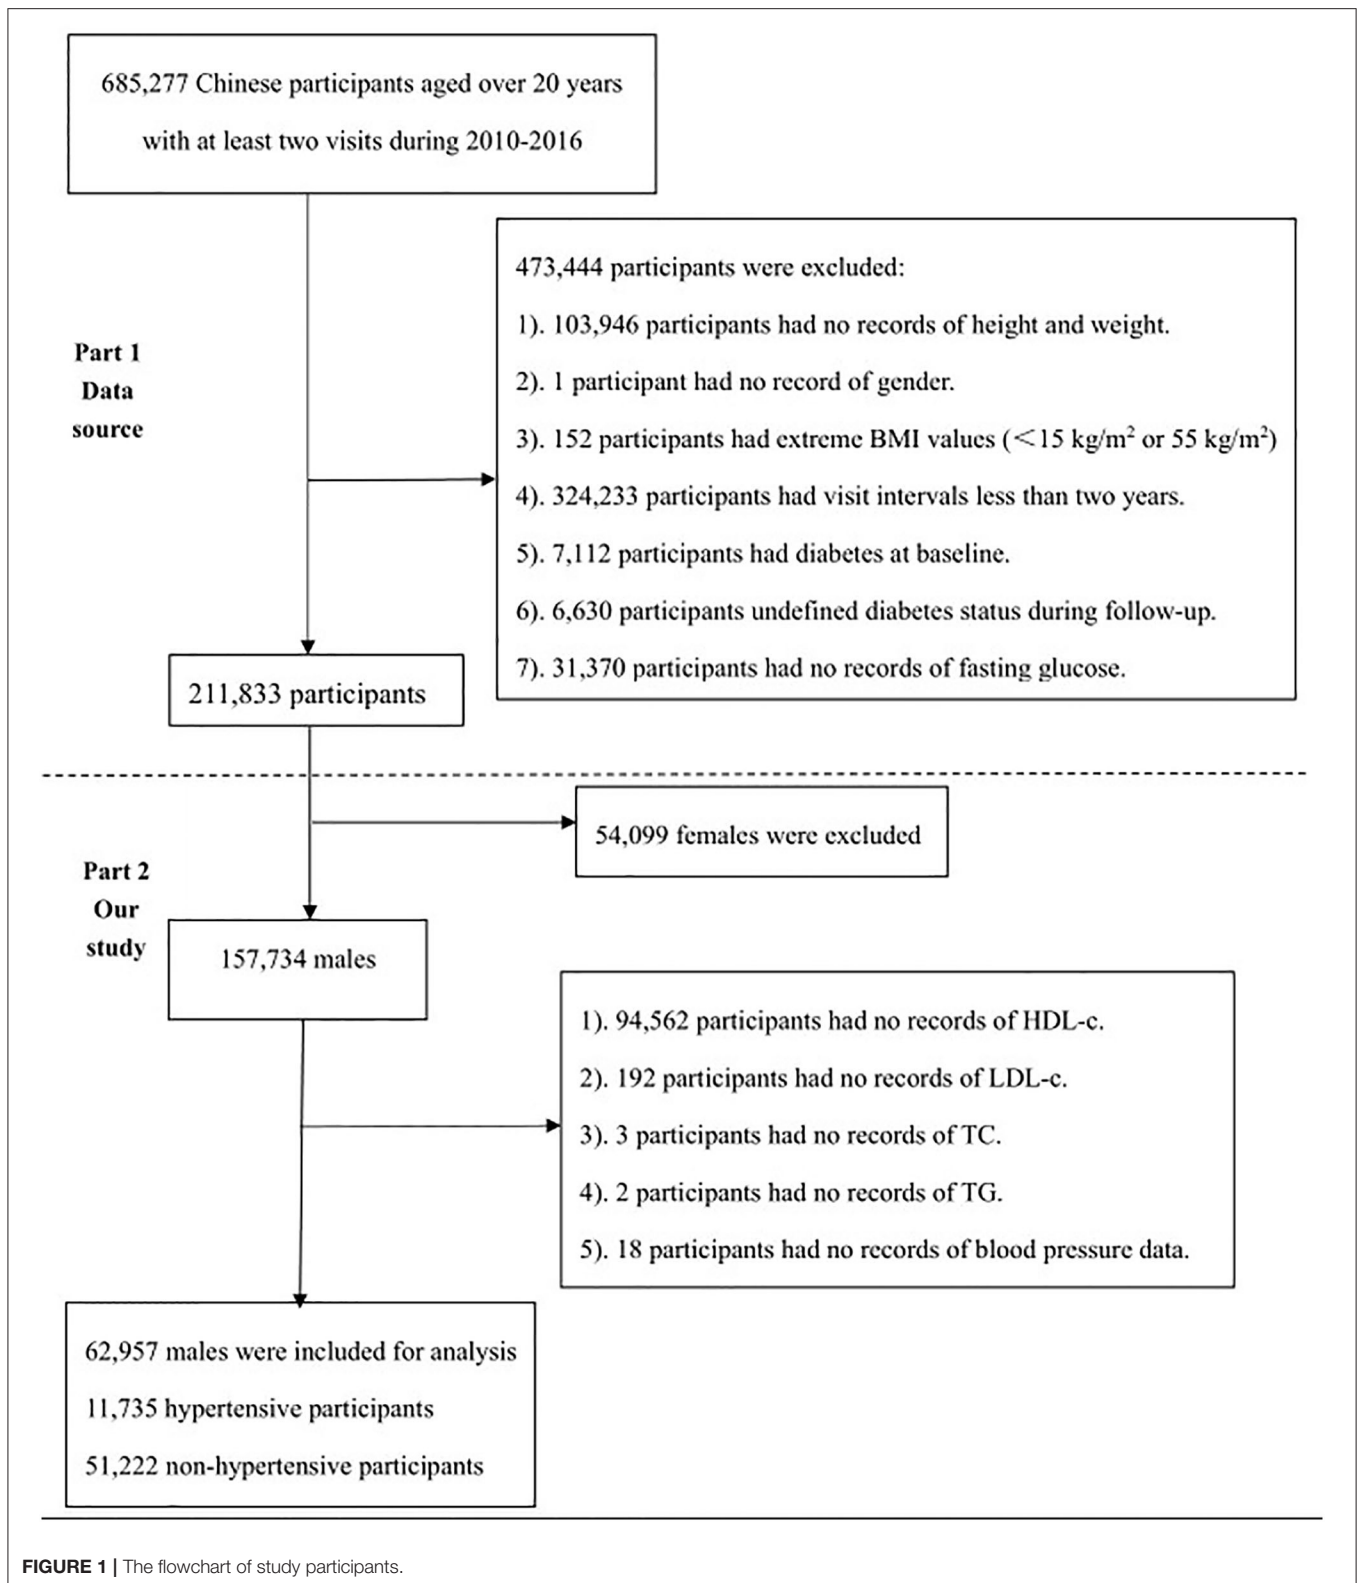 685,277 Chinese participants aged over 20 years
with at least two visits during 2010-2016
473,444 participants were excluded:
1). 103,946 participants had no records of height and weight.
2). 1 participant had no record of gender.
3). 152 participants had extreme BMI values (<15 kg/m² or 55 kg/m²)
4). 324,233 participants had visit intervals less than two years.
5). 7,112 participants had diabetes at baseline.
6). 6,630 participants undefined diabetes status during follow-up.
7). 31,370 participants had no records of fasting glucose.
Part 1
Data
source
211,833 participants
54,099 females were excluded
Part 2
Our
study
157,734 males
1). 94,562 participants had no records of HDL-c.
2). 192 participants had no records of LDL-c.
3). 3 participants had no records of TC.
4). 2 participants had no records of TG.
5). 18 participants had no records of blood pressure data.
62,957 males were included for analysis
11,735 hypertensive participants
51,222 non-hypertensive participants
FIGURE 1 | The flowchart of study participants.